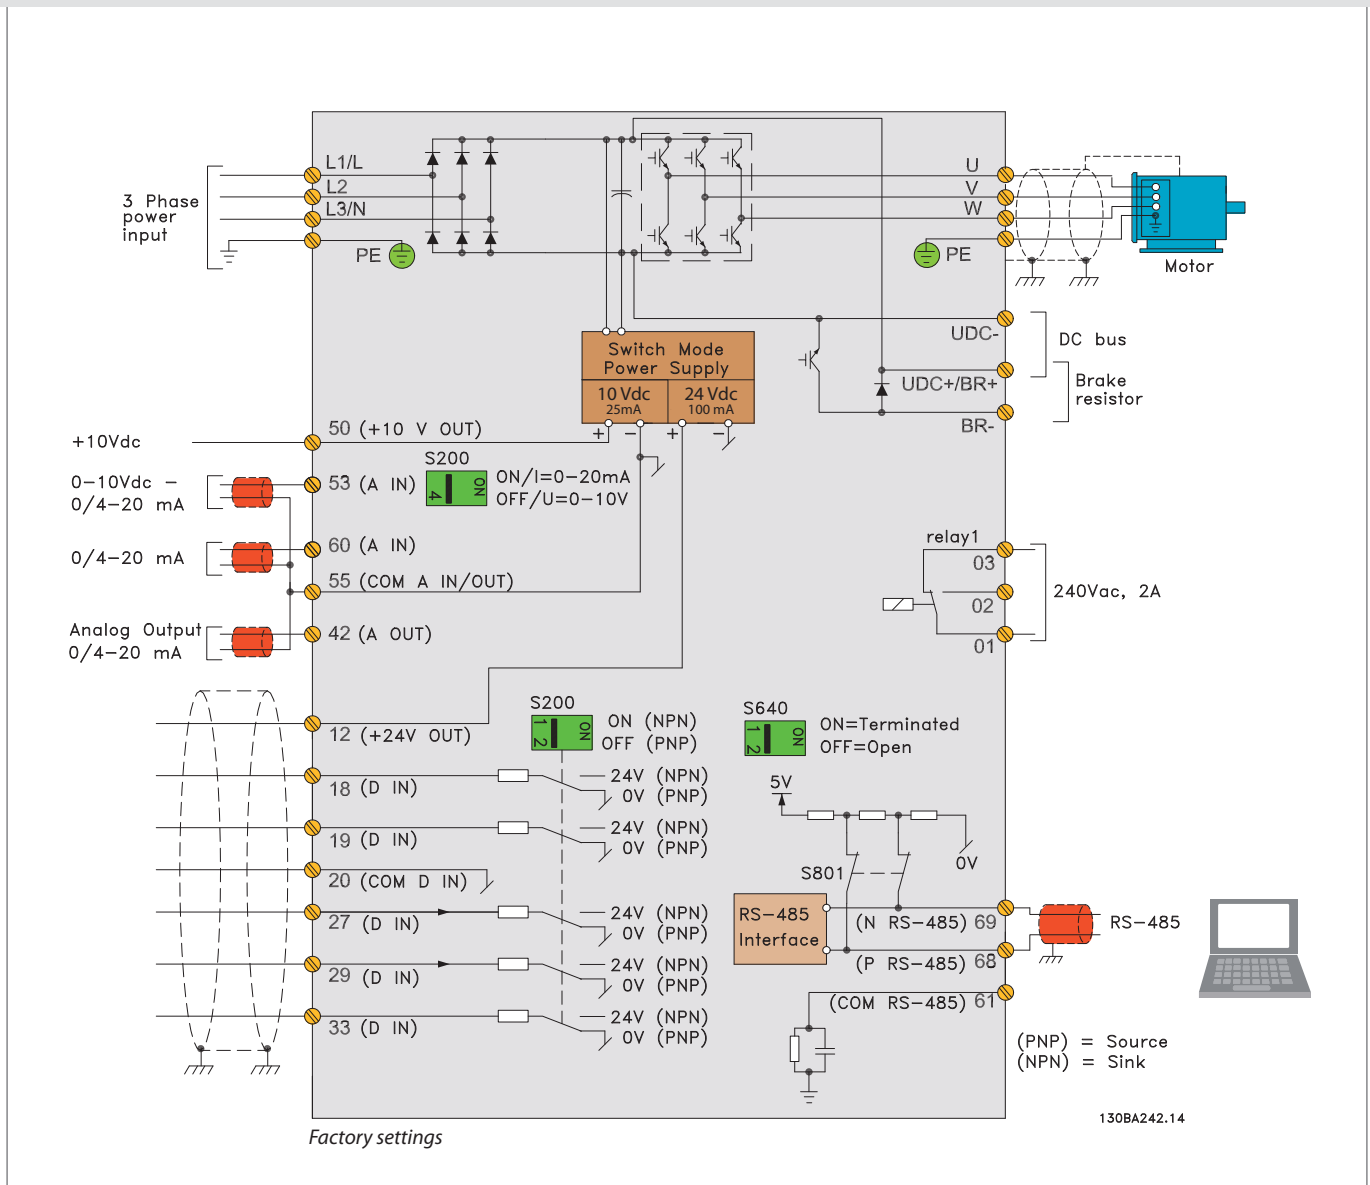 L1/L
L2
L3/N
3 Phase
power
input
PE
U
V
W
PE
Motor
UDC-
DC bus
UDC+/BR+
Brake
resistor
BR-
Switch Mode
Power Supply
10 Vdc
25mA
24 Vdc
100 mA
+ − + −
+10Vdc
50 (+10 V OUT)
S200
0-10Vdc -
0/4-20 mA
53 (A IN)
4
ON
ON/I=0-20mA
OFF/U=0-10V
0/4-20 mA
60 (A IN)
55 (COM A IN/OUT)
Analog Output
0/4-20 mA
42 (A OUT)
relay1
03
02
01
240Vac, 2A
12 (+24V OUT)
S200
1 2
ON
ON (NPN)
OFF (PNP)
S640
1 2
ON
ON=Terminated
OFF=Open
18 (D IN)
24V (NPN)
0V (PNP)
19 (D IN)
24V (NPN)
0V (PNP)
20 (COM D IN)
27 (D IN)
24V (NPN)
0V (PNP)
29 (D IN)
24V (NPN)
0V (PNP)
33 (D IN)
24V (NPN)
0V (PNP)
5V
0V
S801
RS-485
Interface
(N RS-485) 69
(P RS-485) 68
(COM RS-485) 61
RS-485
(PNP) = Source
(NPN) = Sink
130BA242.14
Factory settings